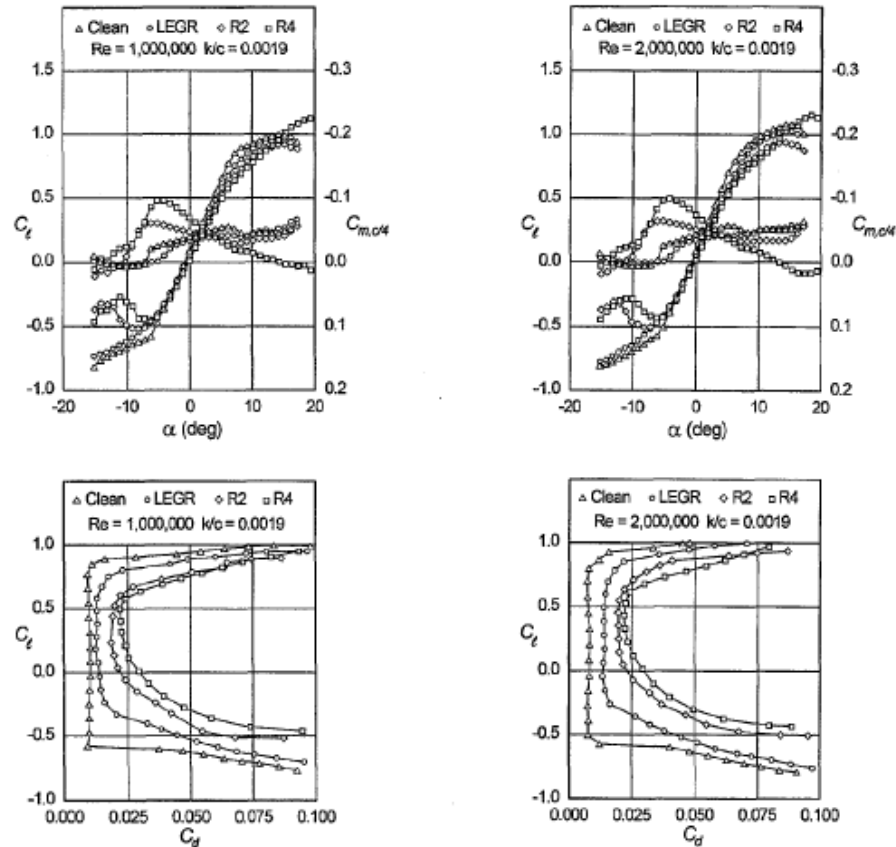 △ Clean ○ LEGR ◇ R2 □ R4
Re = 1,000,000 k/c = 0.0019
1.5
1.0
0.5
0.0
-0.5
-1.0
C_ℓ
-0.3
-0.2
-0.1
0.0
0.1
0.2
C_m,c/4
-20 -10 0 10 20
α (deg)
△ Clean ○ LEGR ◇ R2 □ R4
Re = 2,000,000 k/c = 0.0019
1.5
1.0
0.5
0.0
-0.5
-1.0
C_ℓ
-0.3
-0.2
-0.1
0.0
0.1
0.2
C_m,c/4
-20 -10 0 10 20
α (deg)
△ Clean ○ LEGR ◇ R2 □ R4
Re = 1,000,000 k/c = 0.0019
1.0
0.5
0.0
-0.5
-1.0
C_ℓ
0.000 0.025 0.050 0.075 0.100
C_d
△ Clean ○ LEGR ◇ R2 □ R4
Re = 2,000,000 k/c = 0.0019
1.0
0.5
0.0
-0.5
-1.0
C_ℓ
0.000 0.025 0.050 0.075 0.100
C_d